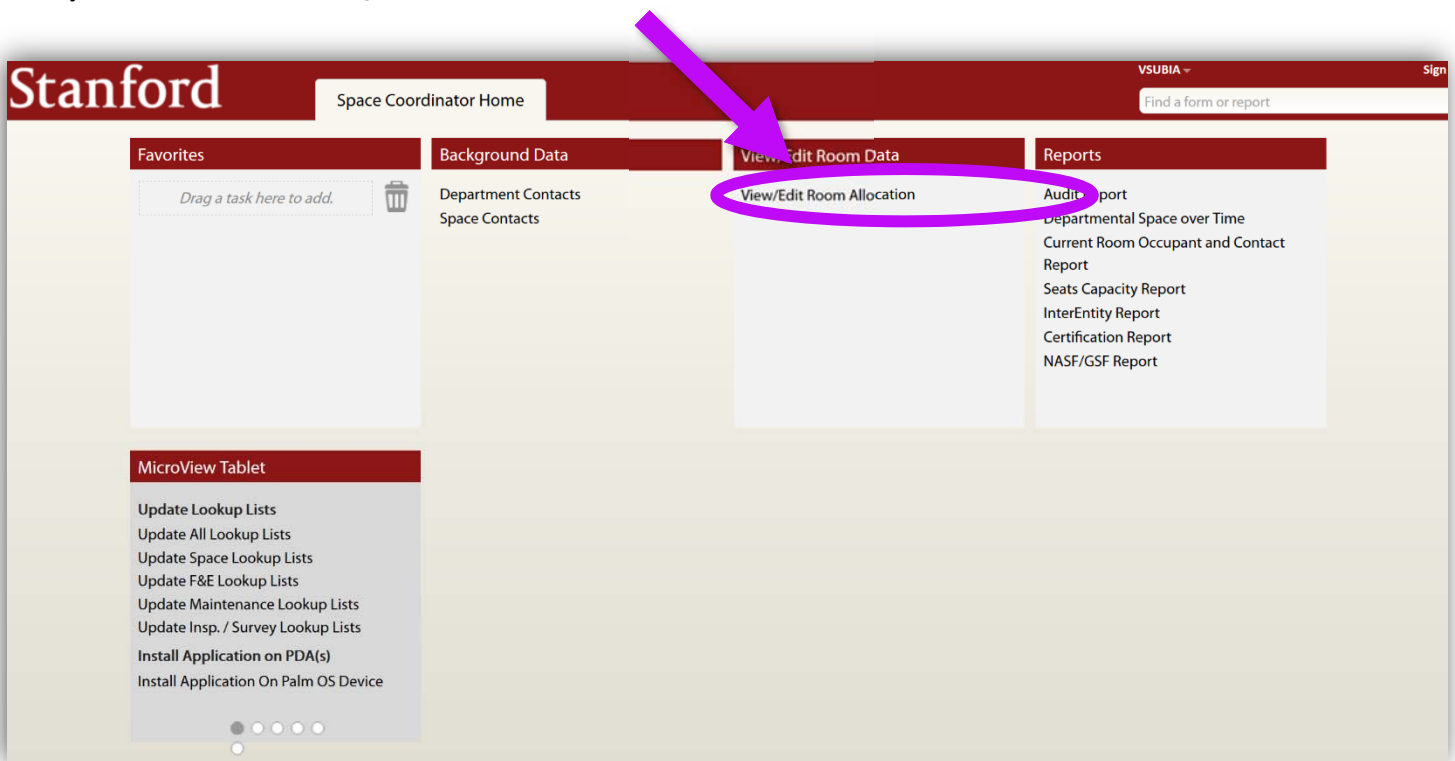 Stanford
Space Coordinator Home
VSUBIA
Sign
Find a form or report
Favorites
Drag a task here to add.
Background Data
Department Contacts
Space Contacts
View/Edit Room Data
View/Edit Room Allocation
Reports
Audit Report
Departmental Space over Time
Current Room Occupant and Contact
Report
Seats Capacity Report
InterEntity Report
Certification Report
NASF/GSF Report
MicroView Tablet
Update Lookup Lists
Update All Lookup Lists
Update Space Lookup Lists
Update F&E Lookup Lists
Update Maintenance Lookup Lists
Update Insp. / Survey Lookup Lists
Install Application on PDA(s)
Install Application On Palm OS Device